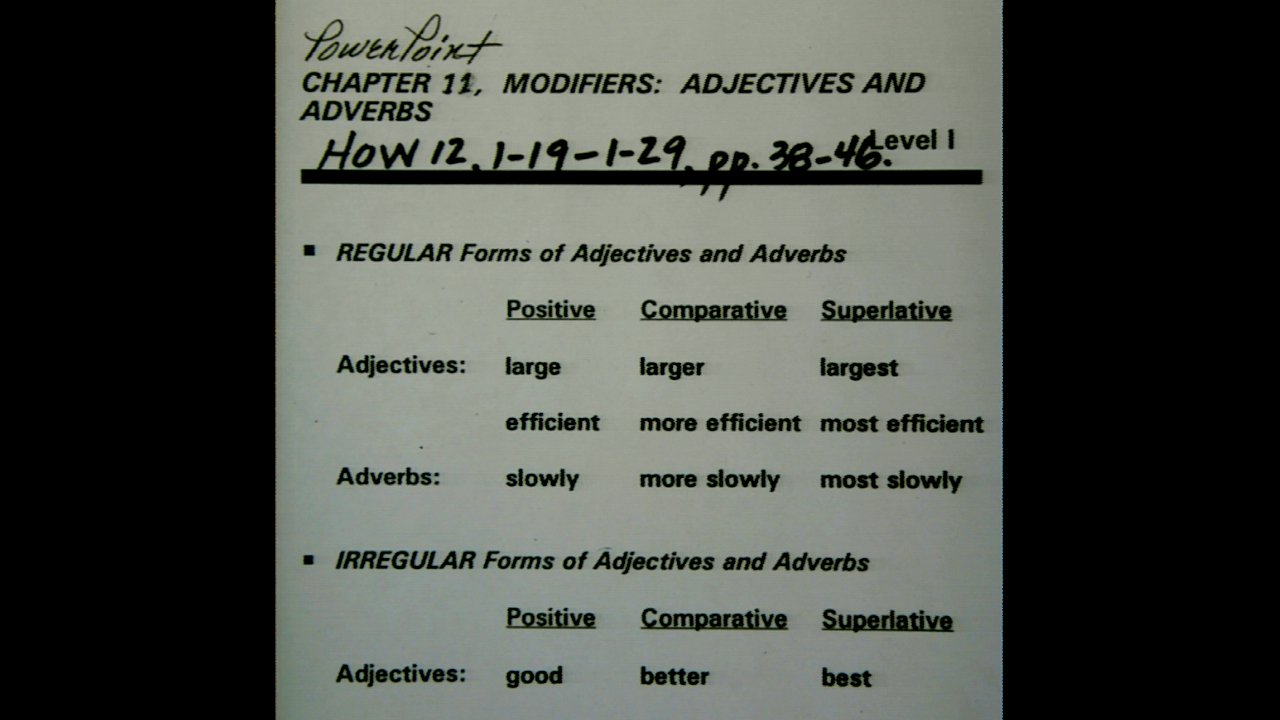 PowerPoint
CHAPTER 11, MODIFIERS: ADJECTIVES AND
ADVERBS
Level I
HOW 12, 1-19-1-29, pp. 38-46.
▪ REGULAR Forms of Adjectives and Adverbs
Positive Comparative Superlative
Adjectives: large larger largest
efficient more efficient most efficient
Adverbs: slowly more slowly most slowly
▪ IRREGULAR Forms of Adjectives and Adverbs
Positive Comparative Superlative
Adjectives: good better best